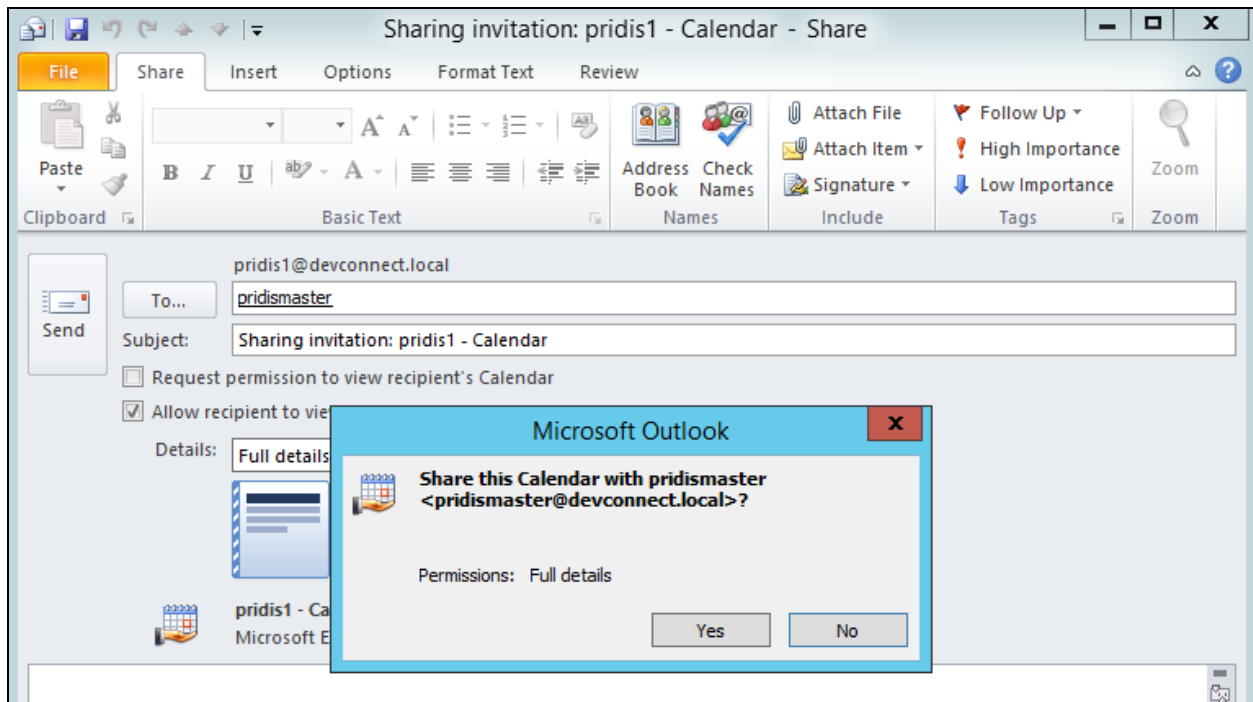 Sharing invitation: pridis1 - Calendar - Share
File Share Insert Options Format Text Review
Paste
Clipboard
B I U
Basic Text
Address Book
Check Names
Names
Attach File
Attach Item
Signature
Include
Follow Up
High Importance
Low Importance
Tags
Zoom
Zoom
Send
pridis1@devconnect.local
To... pridismaster
Subject: Sharing invitation: pridis1 - Calendar
Request permission to view recipient's Calendar
Allow recipient to vie
Details: Full details
pridis1 - Ca
Microsoft E
Microsoft Outlook
x
Share this Calendar with pridismaster
<pridismaster@devconnect.local>?
Permissions: Full details
Yes No